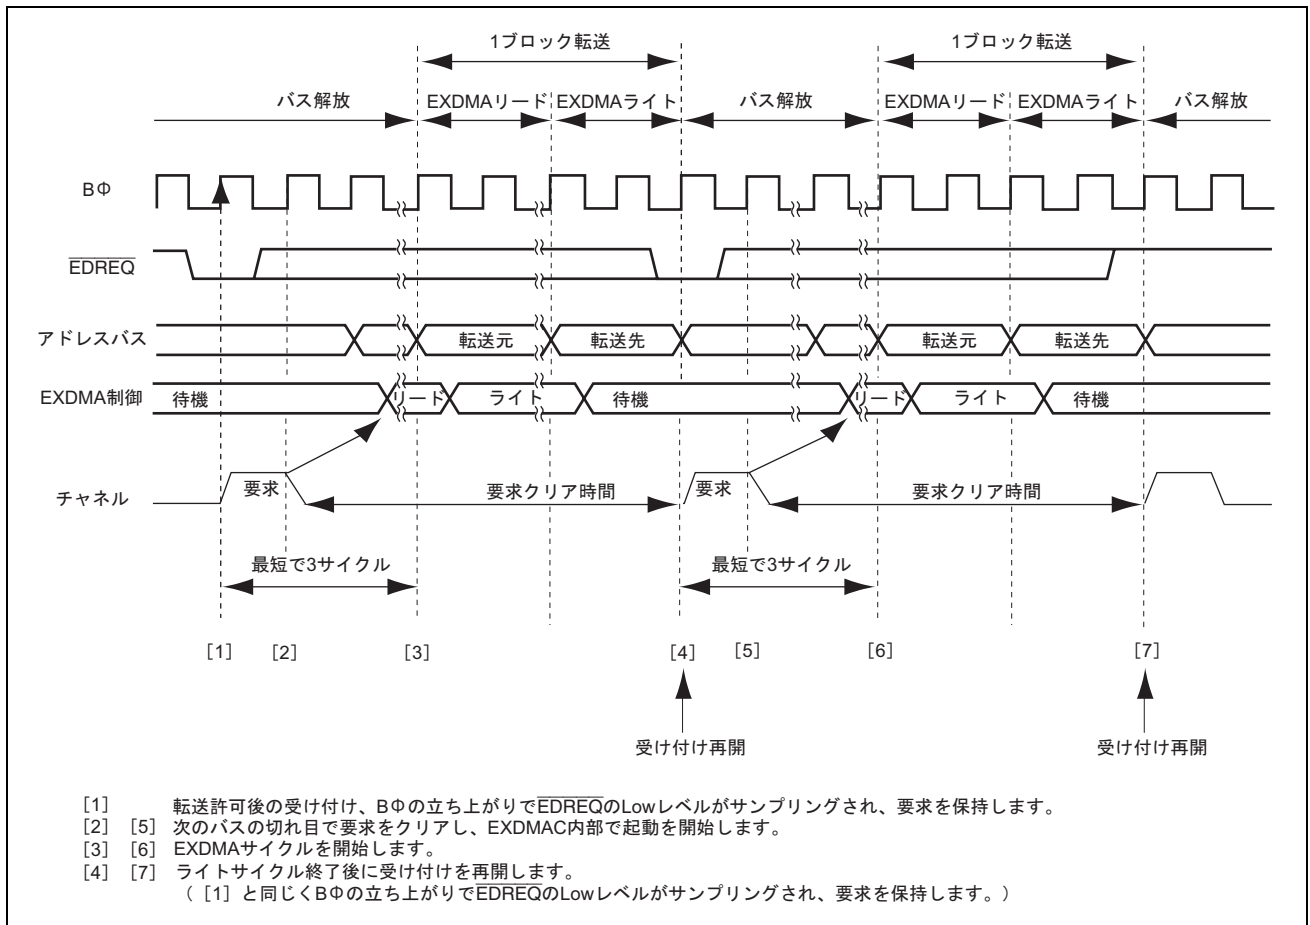 1ブロック転送 1ブロック転送
バス解放 EXDMAリード EXDMAライト バス解放 EXDMAリード EXDMAライト バス解放
BΦ
EDREQ
アドレスバス 転送元 転送先 転送元 転送先
EXDMA制御 待機 リード ライト 待機 リード ライト 待機
チャネル 要求 要求クリア時間 要求 要求クリア時間
最短で3サイクル 最短で3サイクル
[1] [2] [3] [4] [5] [6] [7]
受け付け再開 受け付け再開
[1] 転送許可後の受け付け、BΦの立ち上がりでEDREQのLowレベルがサンプリングされ、要求を保持します。
[2] [5] 次のバスの切れ目で要求をクリアし、EXDMAC内部で起動を開始します。
[3] [6] EXDMAサイクルを開始します。
[4] [7] ライトサイクル終了後に受け付けを再開します。
([1] と同じくBΦの立ち上がりでEDREQのLowレベルがサンプリングされ、要求を保持します。)